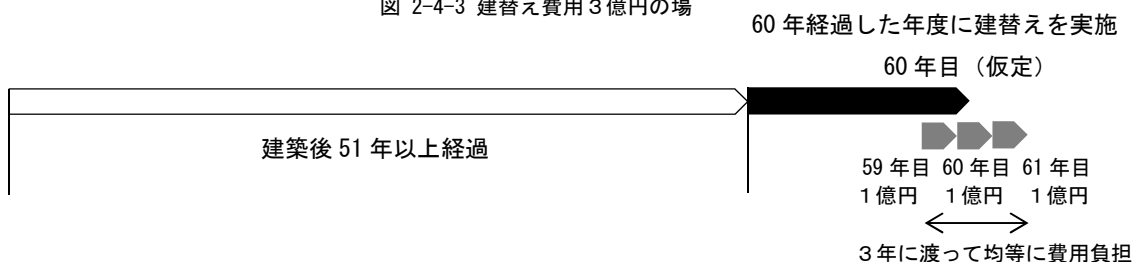 図 2-4-3 建替え費用３億円の場
60 年経過した年度に建替えを実施
60 年目（仮定）
建築後 51 年以上経過
59 年目 60 年目 61 年目
１億円 １億円 １億円
３年に渡って均等に費用負担